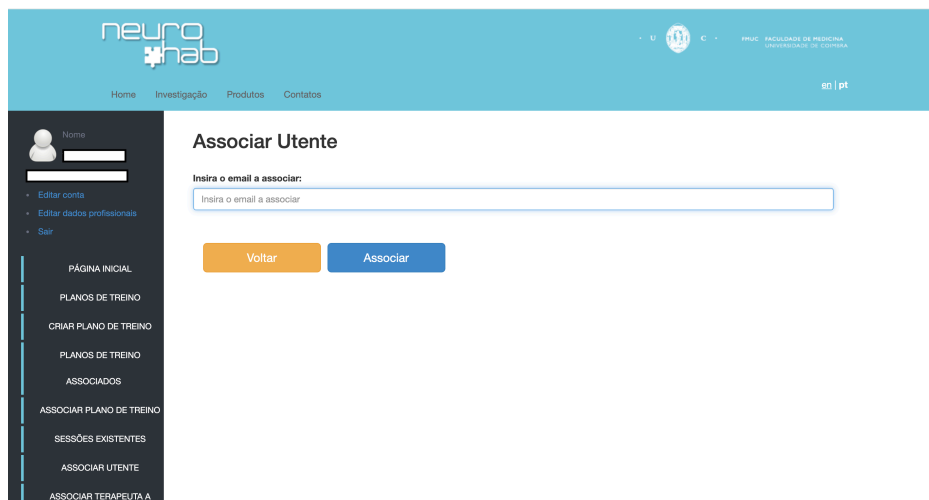 neuro
hab
· U C ·
FMUC FACULDADE DE MEDICINA
UNIVERSIDADE DE COIMBRA
Home Investigação Produtos Contatos
en | pt
Nome
Editar conta
Editar dados profissionais
Sair
PÁGINA INICIAL
PLANOS DE TREINO
CRIAR PLANO DE TREINO
PLANOS DE TREINO
ASSOCIADOS
ASSOCIAR PLANO DE TREINO
SESSÕES EXISTENTES
ASSOCIAR UTENTE
ASSOCIAR TERAPEUTA A
Associar Utente
Insira o email a associar:
Insira o email a associar
Voltar Associar